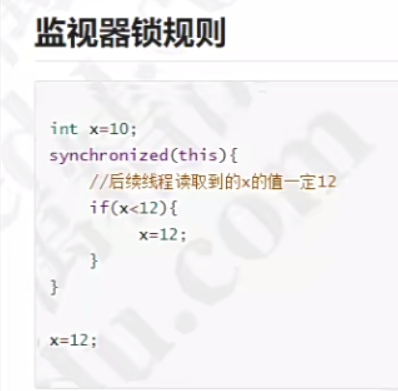 监视器锁规则
int x=10;
synchronized(this){
//后续线程读取到的x的值一定12
if(x<12){
x=12;
}
}
x=12;